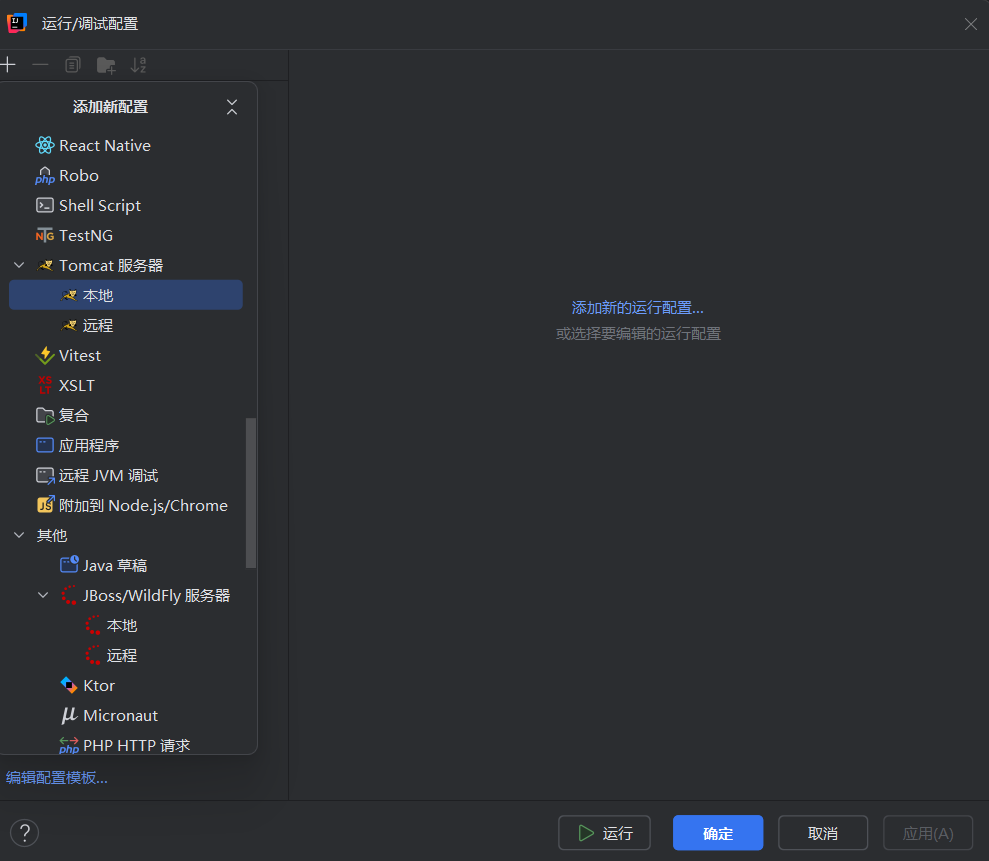 运行/调试配置
添加新配置
React Native
Robo
Shell Script
TestNG
Tomcat 服务器
本地
远程
Vitest
XSLT
复合
应用程序
远程 JVM 调试
附加到 Node.js/Chrome
其他
Java 草稿
JBoss/WildFly 服务器
本地
远程
Ktor
Micronaut
PHP HTTP 请求
编辑配置模板...
添加新的运行配置...
或选择要编辑的运行配置
?
运行
确定
取消
应用(A)